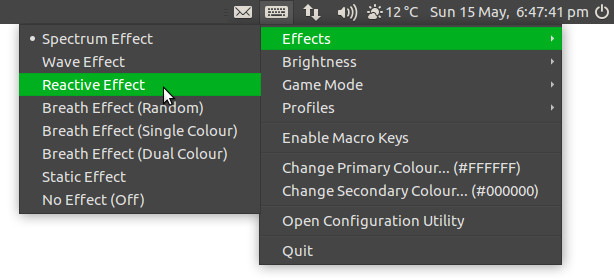 12 °C Sun 15 May, 6:47:41 pm
Spectrum Effect
Wave Effect
Reactive Effect
Breath Effect (Random)
Breath Effect (Single Colour)
Breath Effect (Dual Colour)
Static Effect
No Effect (Off)
Effects
Brightness
Game Mode
Profiles
Enable Macro Keys
Change Primary Colour... (#FFFFFF)
Change Secondary Colour... (#000000)
Open Configuration Utility
Quit